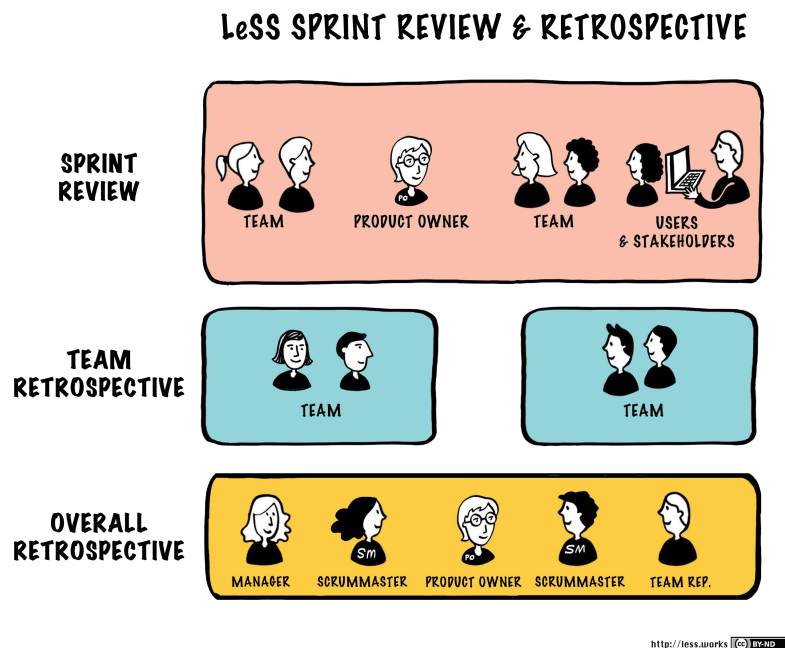 LeSS SPRINT REVIEW & RETROSPECTIVE
SPRINT
REVIEW
TEAM
PO
PRODUCT OWNER
TEAM
USERS
& STAKEHOLDERS
TEAM
RETROSPECTIVE
TEAM
TEAM
OVERALL
RETROSPECTIVE
MANAGER
SM
SCRUMMASTER
PO
PRODUCT OWNER
SM
SCRUMMASTER
TEAM REP.
http://less.works (cc) BY-ND